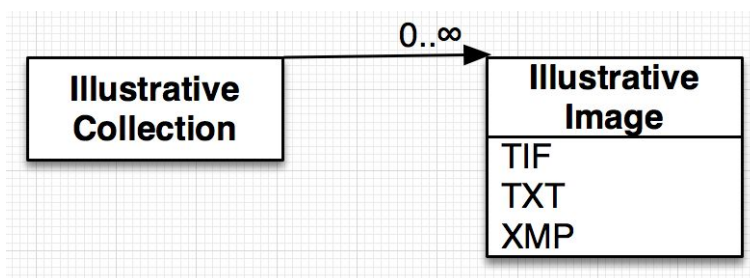 0..∞
Illustrative
Collection
Illustrative
Image
TIF
TXT
XMP